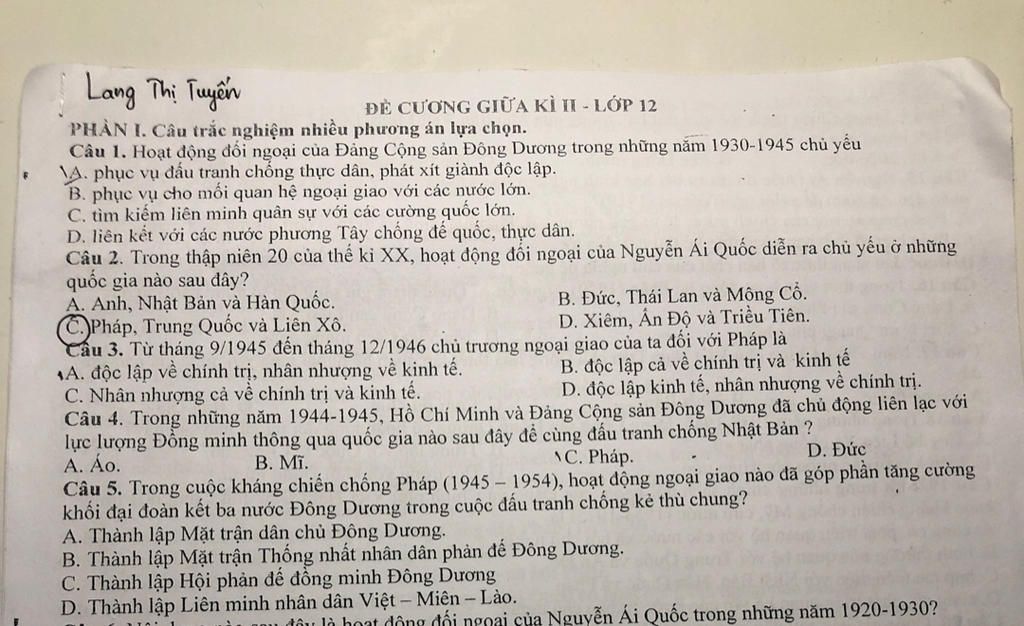 Lang Thị Tuyến
ĐỀ CƯƠNG GIỮA KÌ II - LỚP 12
PHẦN I. Câu trắc nghiệm nhiều phương án lựa chọn.
Câu 1. Hoạt động đối ngoại của Đảng Cộng sản Đông Dương trong những năm 1930-1945 chủ yếu
A. phục vụ đấu tranh chống thực dân, phát xít giành độc lập.
B. phục vụ cho mối quan hệ ngoại giao với các nước lớn.
C. tìm kiếm liên minh quân sự với các cường quốc lớn.
D. liên kết với các nước phương Tây chống đế quốc, thực dân.
Câu 2. Trong thập niên 20 của thế kỉ XX, hoạt động đối ngoại của Nguyễn Ái Quốc diễn ra chủ yếu ở những
quốc gia nào sau đây?
A. Anh, Nhật Bản và Hàn Quốc. B. Đức, Thái Lan và Mông Cổ.
C. Pháp, Trung Quốc và Liên Xô. D. Xiêm, Ấn Độ và Triều Tiên.
Câu 3. Từ tháng 9/1945 đến tháng 12/1946 chủ trương ngoại giao của ta đối với Pháp là
A. độc lập về chính trị, nhân nhượng về kinh tế. B. độc lập cả về chính trị và kinh tế
C. Nhân nhượng cả về chính trị và kinh tế. D. độc lập kinh tế, nhân nhượng về chính trị.
Câu 4. Trong những năm 1944-1945, Hồ Chí Minh và Đảng Cộng sản Đông Dương đã chủ động liên lạc với
lực lượng Đồng minh thông qua quốc gia nào sau đây để cùng đấu tranh chống Nhật Bản ?
A. Áo. B. Mĩ. C. Pháp. D. Đức
Câu 5. Trong cuộc kháng chiến chống Pháp (1945 – 1954), hoạt động ngoại giao nào đã góp phần tăng cường
khối đại đoàn kết ba nước Đông Dương trong cuộc đấu tranh chống kẻ thù chung?
A. Thành lập Mặt trận dân chủ Đông Dương.
B. Thành lập Mặt trận Thống nhất nhân dân phản đế Đông Dương.
C. Thành lập Hội phản đế đồng minh Đông Dương
D. Thành lập Liên minh nhân dân Việt – Miên – Lào.
sau đây là hoạt động đối ngoại của Nguyễn Ái Quốc trong những năm 1920-1930?